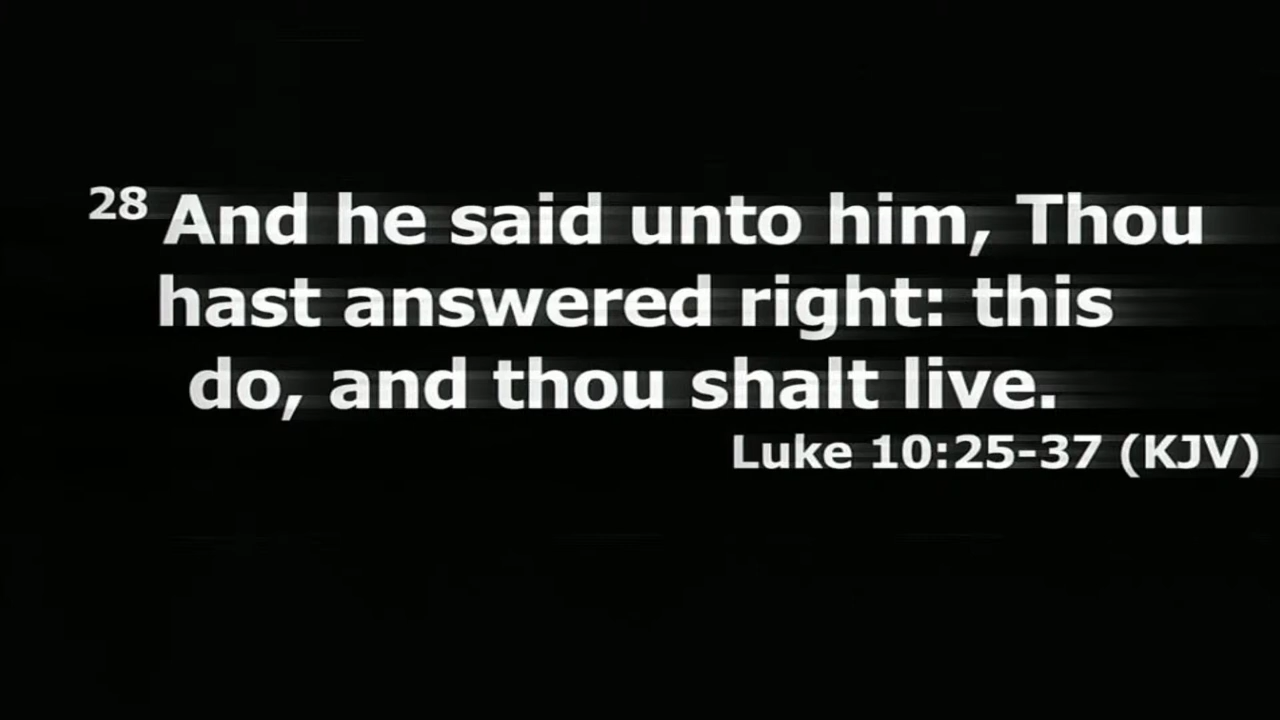 28 And he said unto him, Thou
hast answered right: this
do, and thou shalt live.
Luke 10:25-37 (KJV)